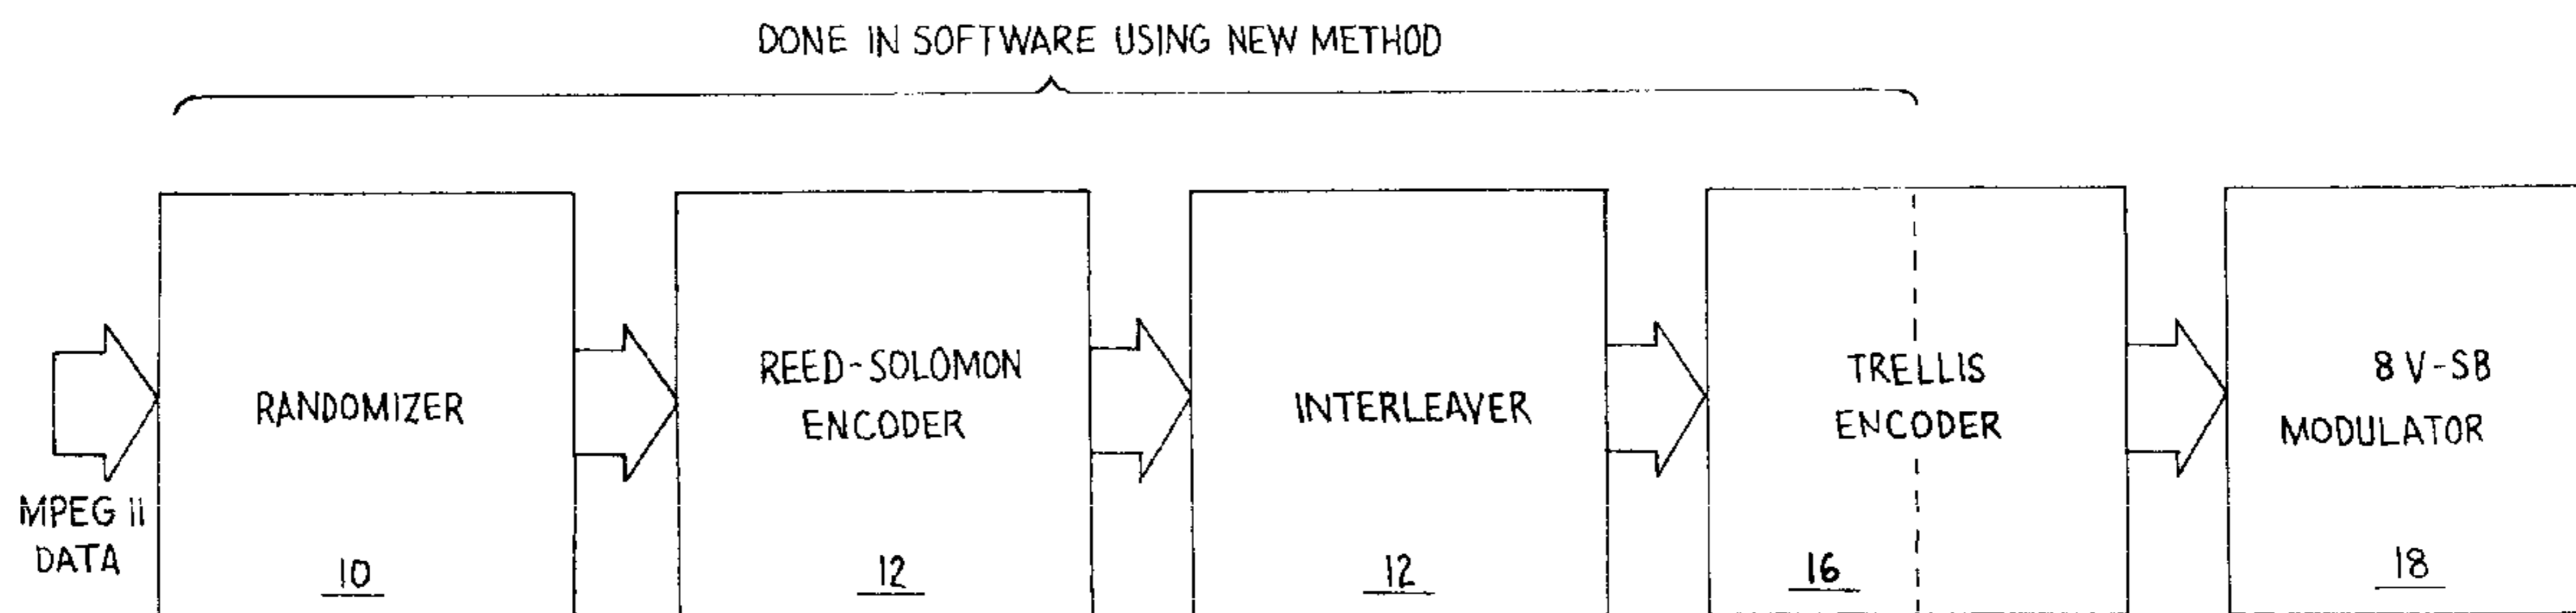 DONE IN SOFTWARE USING NEW METHOD
MPEG II
DATA
RANDOMIZER
10
REED-SOLOMON
ENCODER
12
INTERLEAVER
12
TRELLIS
ENCODER
16
8 V-SB
MODULATOR
18